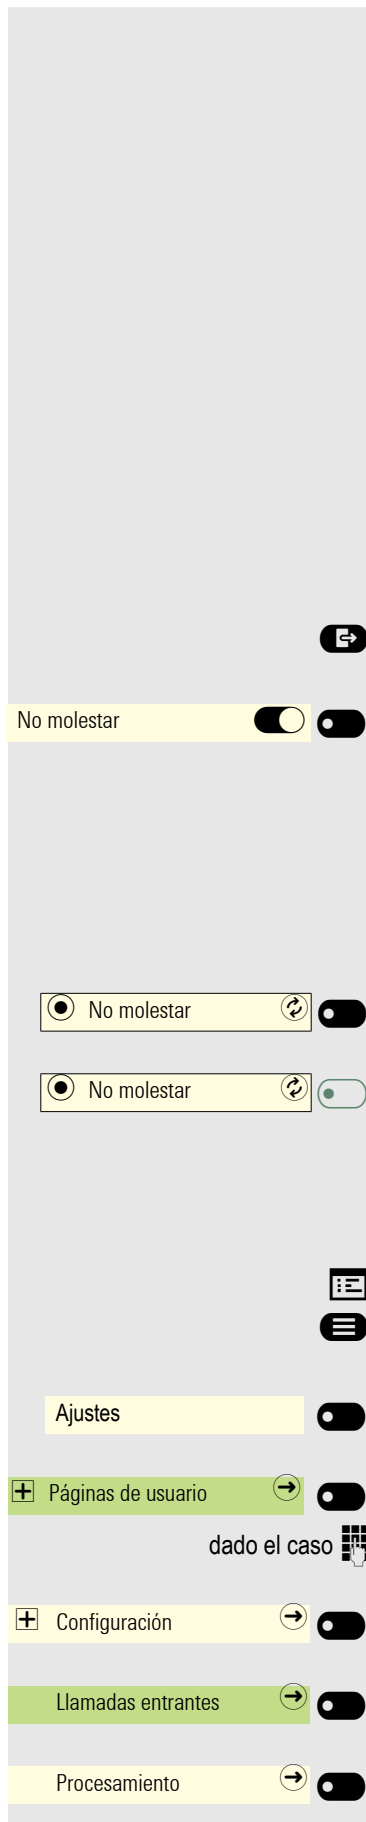 No molestar
No molestar
No molestar
Ajustes
Páginas de usuario
dado el caso
Configuración
Llamadas entrantes
Procesamiento